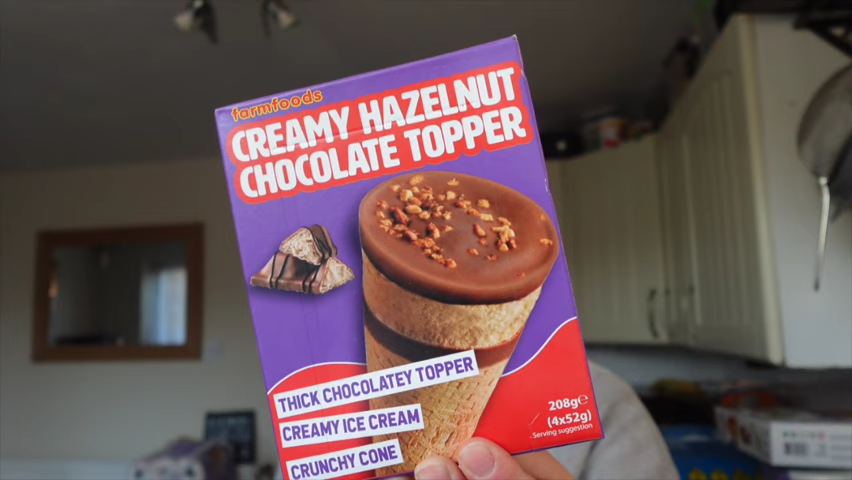 farmfoods
CREAMY HAZELNUT
CHOCOLATE TOPPER
THICK CHOCOLATEY TOPPER
CREAMY ICE CREAM
CRUNCHY CONE
208g℮
(4x52g)
Serving suggestion